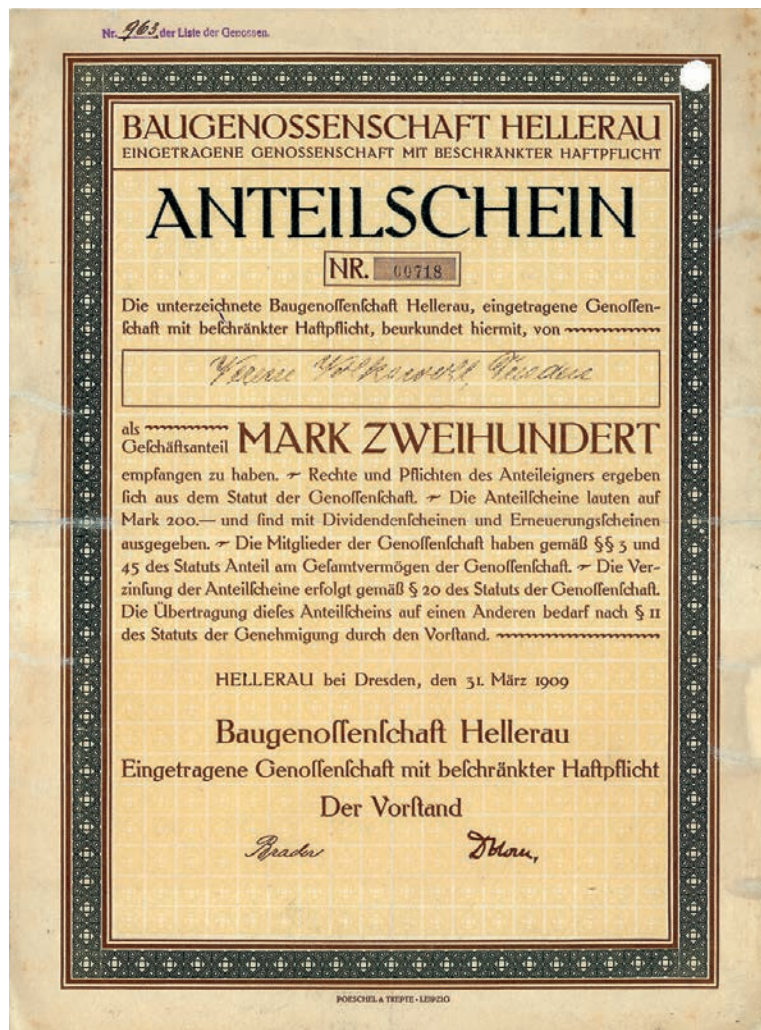 Nr. 963 der Liste der Genossen.
BAUGENOSSENSCHAFT HELLERAU
EINGETRAGENE GENOSSENSCHAFT MIT BESCHRÄNKTER HAFTPFLICHT
ANTEILSCHEIN
NR. 00718
Die unterzeichnete Baugenoſſenſchaft Hellerau, eingetragene Genoſſen-
ſchaft mit beſchränkter Haftpflicht, beurkundet hiermit, von
als
Geſchäftsanteil MARK ZWEIHUNDERT
empfangen zu haben. Rechte und Pflichten des Anteileigners ergeben
ſich aus dem Statut der Genoſſenſchaft. Die Anteilſcheine lauten auf
Mark 200.— und ſind mit Dividendenſcheinen und Erneuerungsſcheinen
ausgegeben. Die Mitglieder der Genoſſenſchaft haben gemäß §§ 3 und
45 des Statuts Anteil am Geſamtvermögen der Genoſſenſchaft. Die Ver-
zinſung der Anteilſcheine erfolgt gemäß § 20 des Statuts der Genoſſenſchaft.
Die Übertragung dieſes Anteilſcheins auf einen Anderen bedarf nach § 11
des Statuts der Genehmigung durch den Vorſtand.
HELLERAU bei Dresden, den 31. März 1909
Baugenoſſenſchaft Hellerau
Eingetragene Genoſſenſchaft mit beſchränkter Haftpflicht
Der Vorſtand
POESCHEL & TREPTE · LEIPZIG